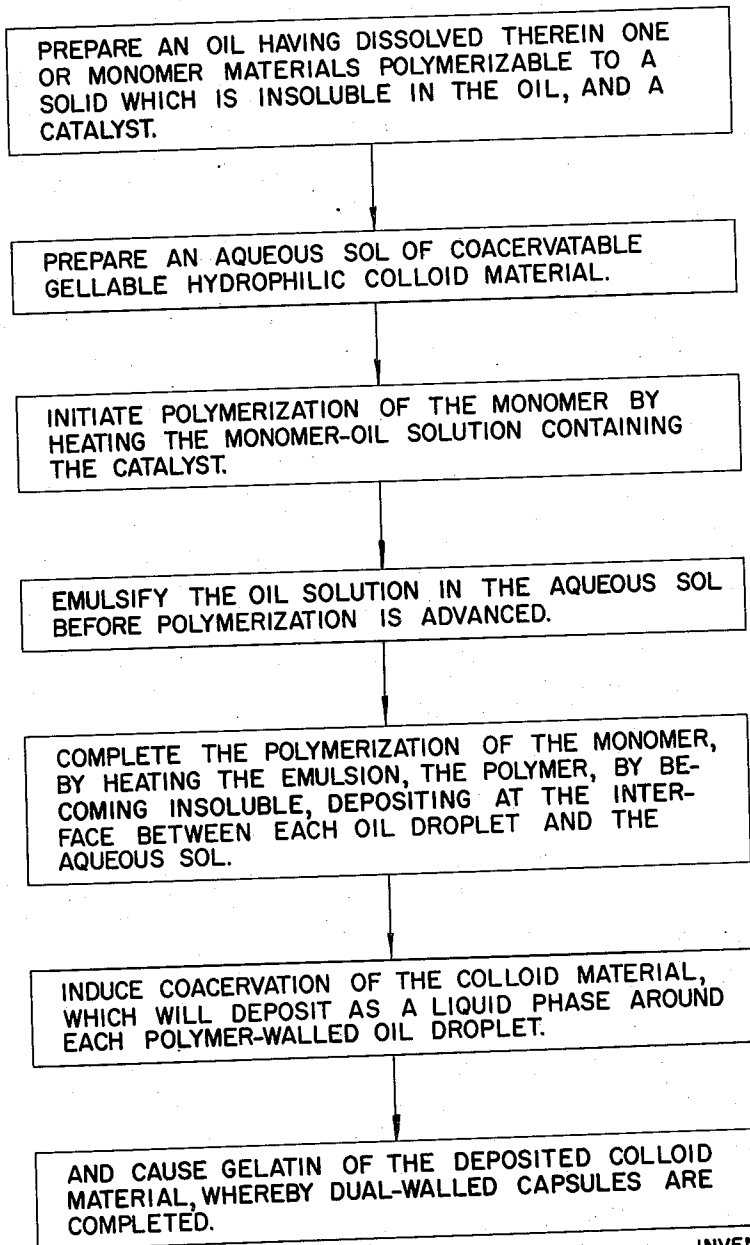 PREPARE AN OIL HAVING DISSOLVED THEREIN ONE
OR MONOMER MATERIALS POLYMERIZABLE TO A
SOLID WHICH IS INSOLUBLE IN THE OIL, AND A
CATALYST.
PREPARE AN AQUEOUS SOL OF COACERVATABLE
GELLABLE HYDROPHILIC COLLOID MATERIAL.
INITIATE POLYMERIZATION OF THE MONOMER BY
HEATING THE MONOMER-OIL SOLUTION CONTAINING
THE CATALYST.
EMULSIFY THE OIL SOLUTION IN THE AQUEOUS SOL
BEFORE POLYMERIZATION IS ADVANCED.
COMPLETE THE POLYMERIZATION OF THE MONOMER,
BY HEATING THE EMULSION, THE POLYMER, BY BE-
COMING INSOLUBLE, DEPOSITING AT THE INTER-
FACE BETWEEN EACH OIL DROPLET AND THE
AQUEOUS SOL.
INDUCE COACERVATION OF THE COLLOID MATERIAL,
WHICH WILL DEPOSIT AS A LIQUID PHASE AROUND
EACH POLYMER-WALLED OIL DROPLET.
AND CAUSE GELATIN OF THE DEPOSITED COLLOID
MATERIAL, WHEREBY DUAL-WALLED CAPSULES ARE
COMPLETED.